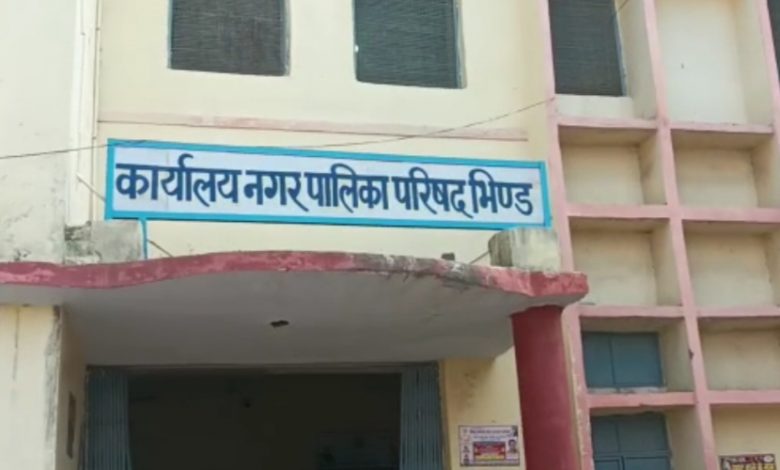 कार्यालय नगर पालिका परिषद भिण्ड